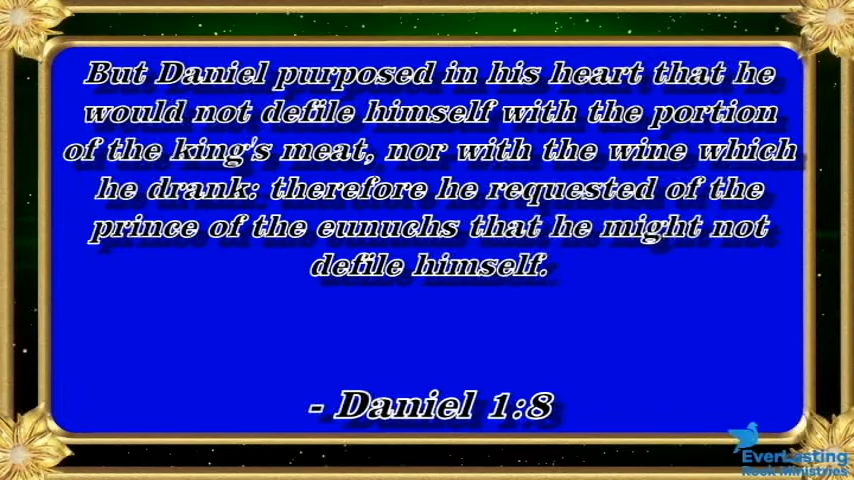 But Daniel purposed in his heart that he
would not defile himself with the portion
of the king's meat, nor with the wine which
he drank: therefore he requested of the
prince of the eunuchs that he might not
defile himself.
- Daniel 1:8
EverLasting
Rock Ministries